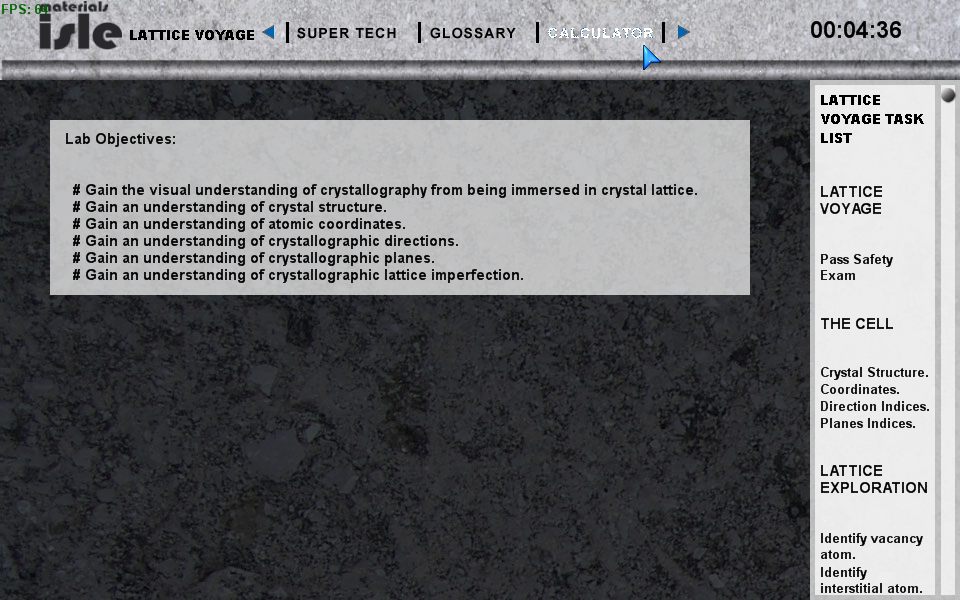 FPS: 6
materials
isle LATTICE VOYAGE SUPER TECH GLOSSARY CALCULATOR 00:04:36
Lab Objectives:
# Gain the visual understanding of crystallography from being immersed in crystal lattice.
# Gain an understanding of crystal structure.
# Gain an understanding of atomic coordinates.
# Gain an understanding of crystallographic directions.
# Gain an understanding of crystallographic planes.
# Gain an understanding of crystallographic lattice imperfection.
LATTICE
VOYAGE TASK
LIST
LATTICE
VOYAGE
Pass Safety
Exam
THE CELL
Crystal Structure.
Coordinates.
Direction Indices.
Planes Indices.
LATTICE
EXPLORATION
Identify vacancy
atom.
Identify
interstitial atom.